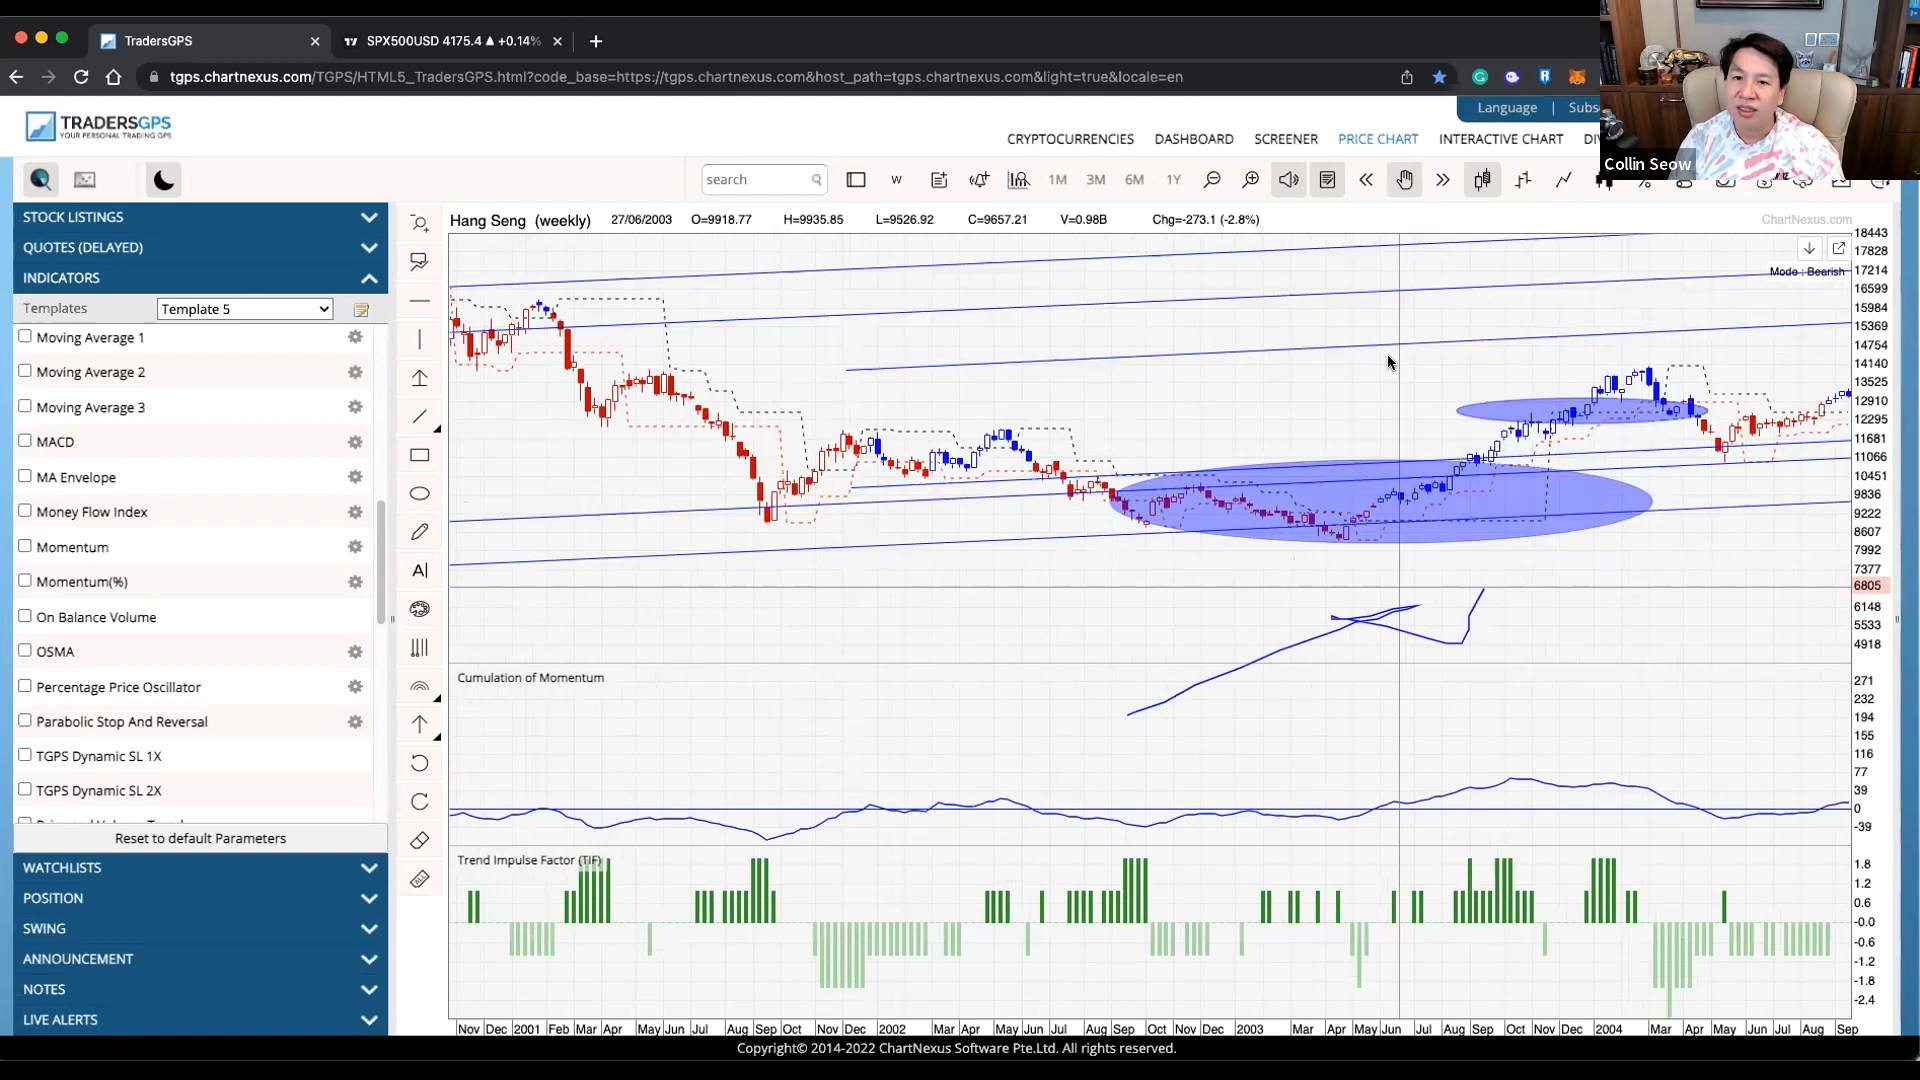 TradersGPS
SPX500USD 4175.4 ▲ +0.14%
tgps.chartnexus.com/TGPS/HTML5_TradersGPS.html?code_base=https://tgps.chartnexus.com&host_path=tgps.chartnexus.com&light=true&locale=en
Language | Subs
TRADERSGPS
YOUR PERSONAL TRADING GPS
CRYPTOCURRENCIES DASHBOARD SCREENER PRICE CHART INTERACTIVE CHART DI
Collin Seow
search W 1M 3M 6M 1Y
STOCK LISTINGS
QUOTES (DELAYED)
INDICATORS
Templates Template 5
Moving Average 1
Moving Average 2
Moving Average 3
MACD
MA Envelope
Money Flow Index
Momentum
Momentum(%)
On Balance Volume
OSMA
Percentage Price Oscillator
Parabolic Stop And Reversal
TGPS Dynamic SL 1X
TGPS Dynamic SL 2X
Reset to default Parameters
WATCHLISTS
POSITION
SWING
ANNOUNCEMENT
NOTES
LIVE ALERTS
A
ALL
Hang Seng (weekly) 27/06/2003 O=9918.77 H=9935.85 L=9526.92 C=9657.21 V=0.98B Chg=-273.1 (-2.8%)
ChartNexus.com
Mode : Bearish
18443
17828
17214
16599
15984
15369
14754
14140
13525
12910
12295
11681
11066
10451
9836
9222
8607
7992
7377
6805
6148
5533
4918
Cumulation of Momentum
271
232
194
155
116
77
39
0
-39
Trend Impulse Factor (TIF)
1.8
1.2
0.6
-0.0
-0.6
-1.2
-1.8
-2.4
Nov Dec 2001 Feb Mar Apr May Jun Jul Aug Sep Oct Nov Dec 2002 Mar Apr May Jun Jul Aug Sep Oct Nov Dec 2003 Mar Apr May Jun Jul Aug Sep Oct Nov Dec 2004 Mar Apr May Jun Jul Aug Sep
Copyright© 2014-2022 ChartNexus Software Pte.Ltd. All rights reserved.